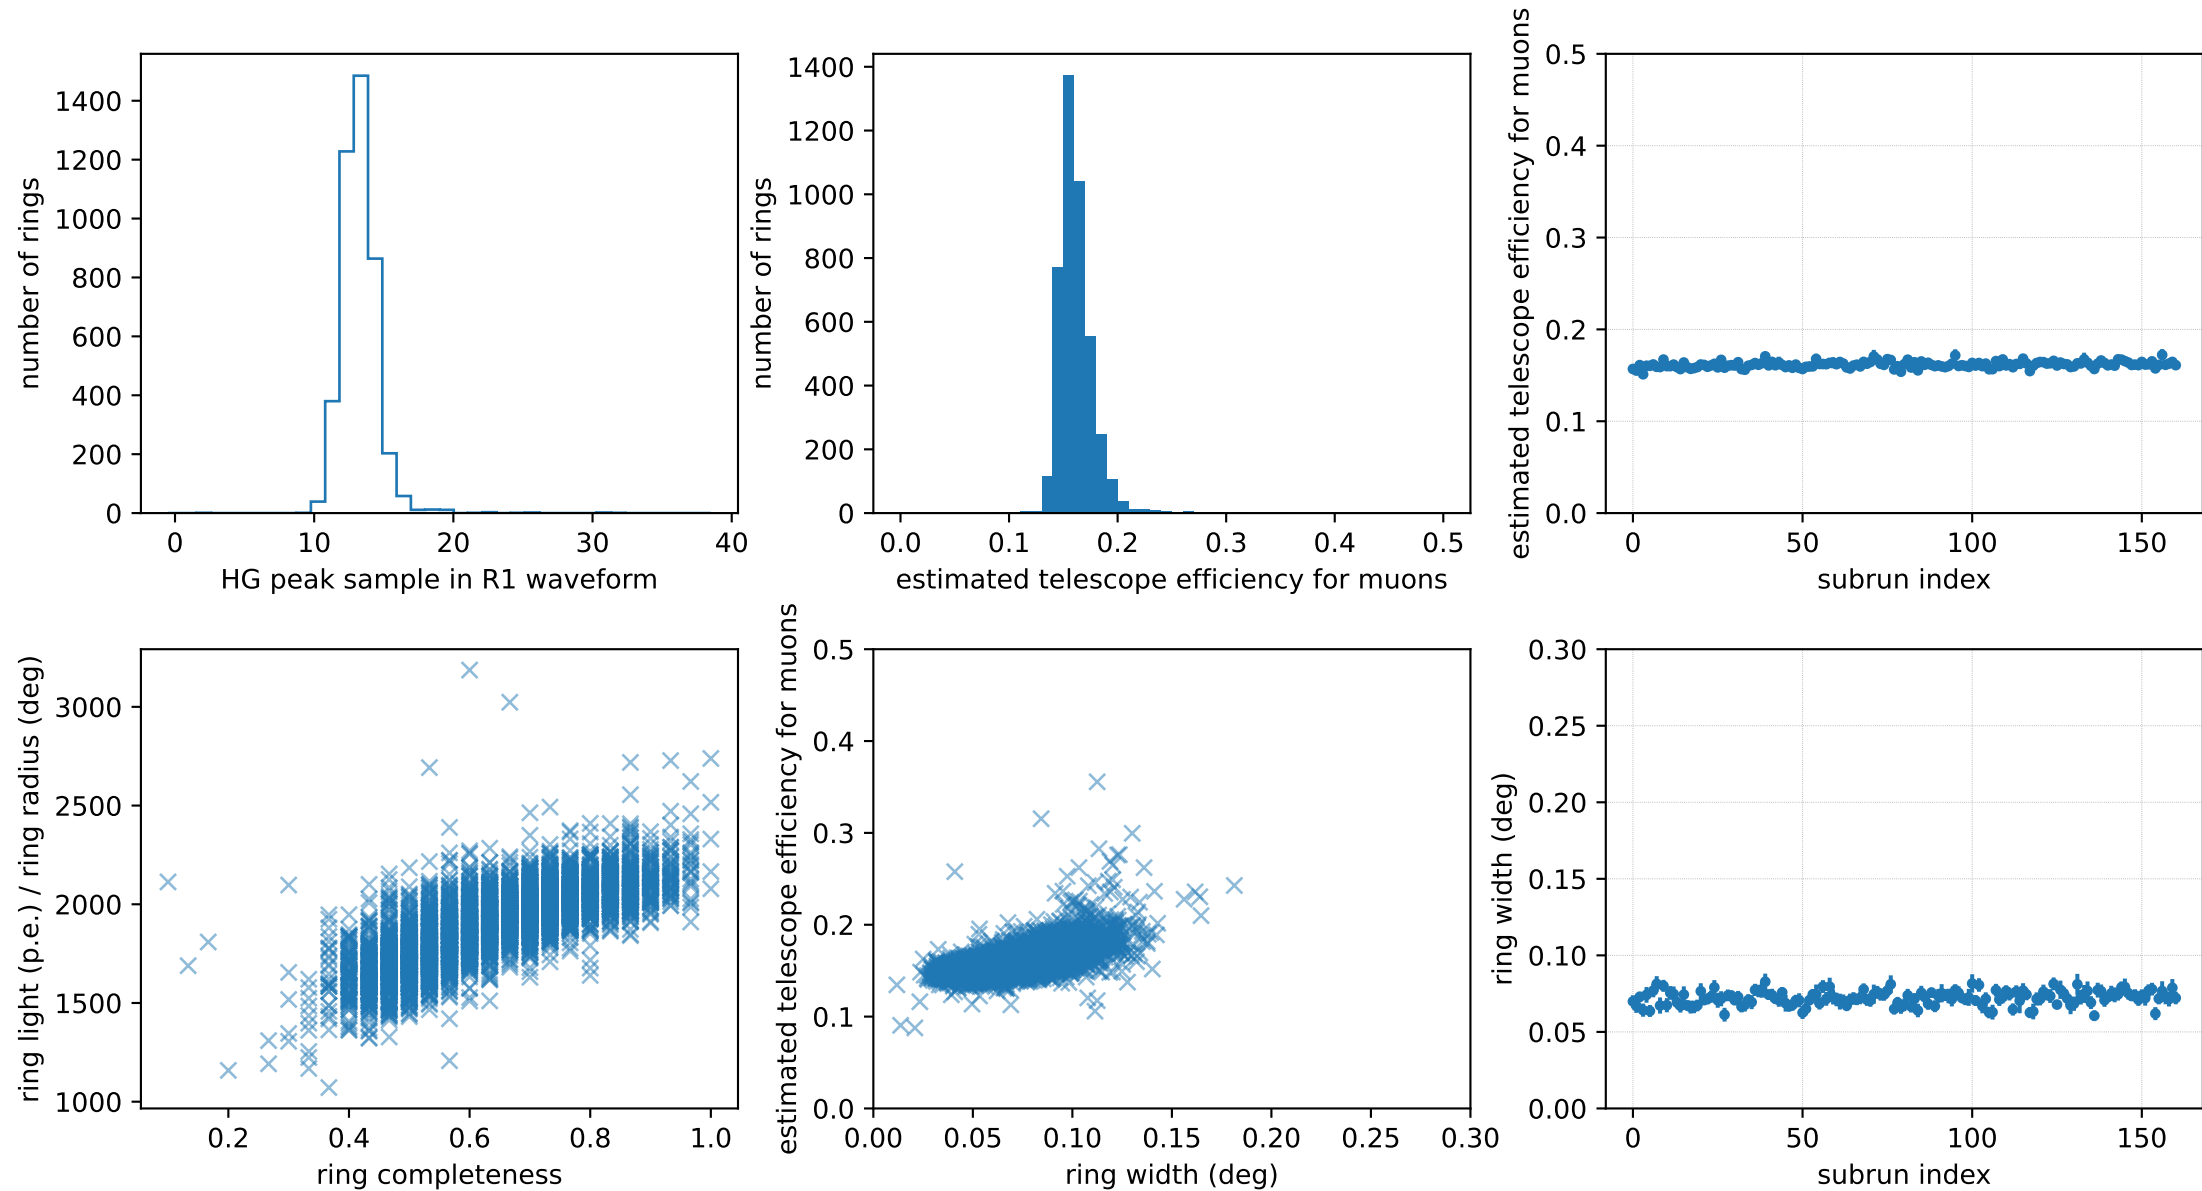 number of rings
1400
1200
1000
800
600
400
200
0
0 10 20 30 40
HG peak sample in R1 waveform
number of rings
1400
1200
1000
800
600
400
200
0
0.0 0.1 0.2 0.3 0.4 0.5
estimated telescope efficiency for muons
estimated telescope efficiency for muons
0.5
0.4
0.3
0.2
0.1
0.0
0 50 100 150
subrun index
ring light (p.e.) / ring radius (deg)
3000
2500
2000
1500
1000
0.2 0.4 0.6 0.8 1.0
ring completeness
estimated telescope efficiency for muons
0.5
0.4
0.3
0.2
0.1
0.0
0.00 0.05 0.10 0.15 0.20 0.25 0.30
ring width (deg)
ring width (deg)
0.30
0.25
0.20
0.15
0.10
0.05
0.00
0 50 100 150
subrun index